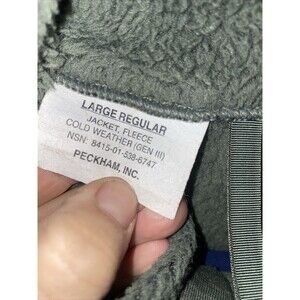 LARGE REGULAR
JACKET, FLEECE
COLD WEATHER (GEN III)
NSN: 8415-01-538-6747
PECKHAM, INC.